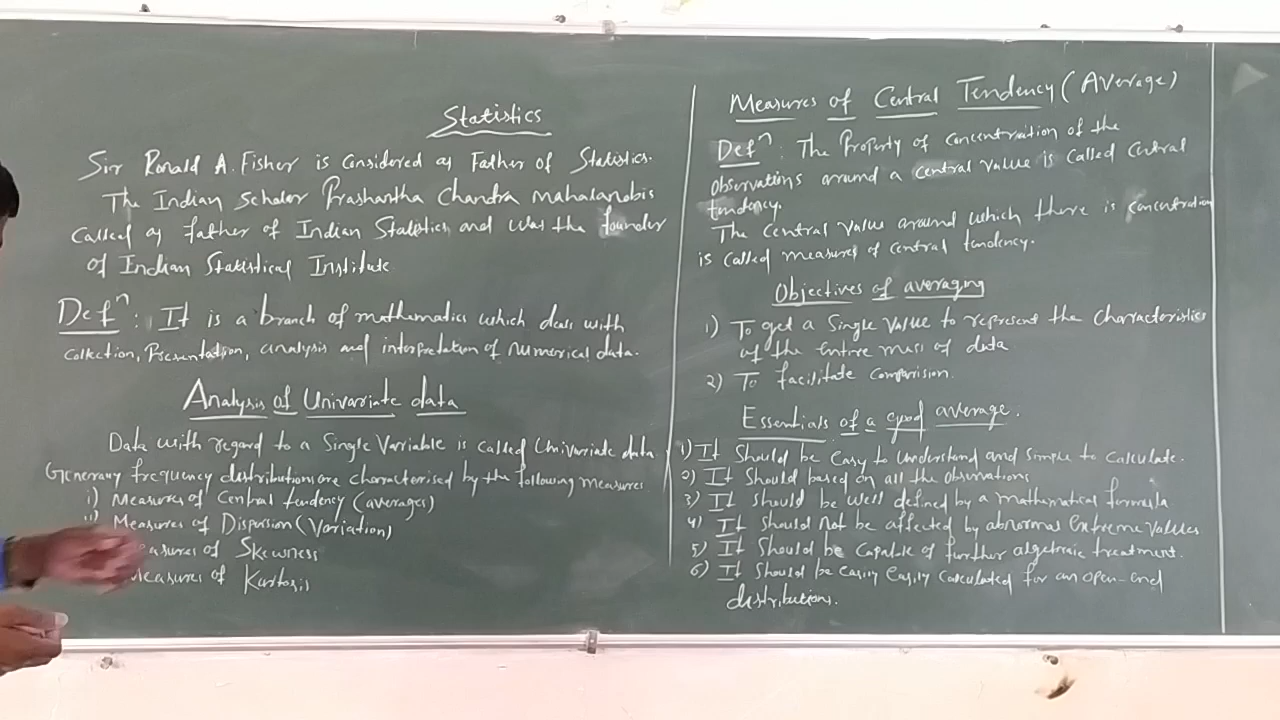 Statistics
Sir Ronald A. Fisher is Considered as Father of Statistics.
The Indian Scholar Prashantha Chandra mahalanobis
called as father of Indian Statistics and was the founder
of Indian Statistical Institute
Defⁿ: It is a branch of mathematics which deals with
collection, Presentation, analysis and interpretation of numerical data.
Analysis of Univariate data
Data with regard to a Single Variable is called Univariate data
Generally frequency distributions are characterised by the following measures
i) Measures of Central tendency (averages)
ii) Measures of Dispersion (Variation)
easures of Skewness
Measures of Kurtosis
Measures of Central Tendency (Average)
Defⁿ: The Property of concentration of the
observations around a central value is called Central
tendency.
The central value around which there is concentration
is called measures of central tendency.
Objectives of averaging
1) To get a Single value to represent the characteristics
of the entire mass of data
2) To facilitate comparision.
Essentials of a good average.
1) It Should be easy to understand and simple to calculate.
2) It Should based on all the observations
3) It should be well defined by a mathematical formula
4) It Should not be affected by abnormal extreme values
5) It Should be capable of further algebraic treatment.
6) It should be easily easily calculated for an open-end
distributions.